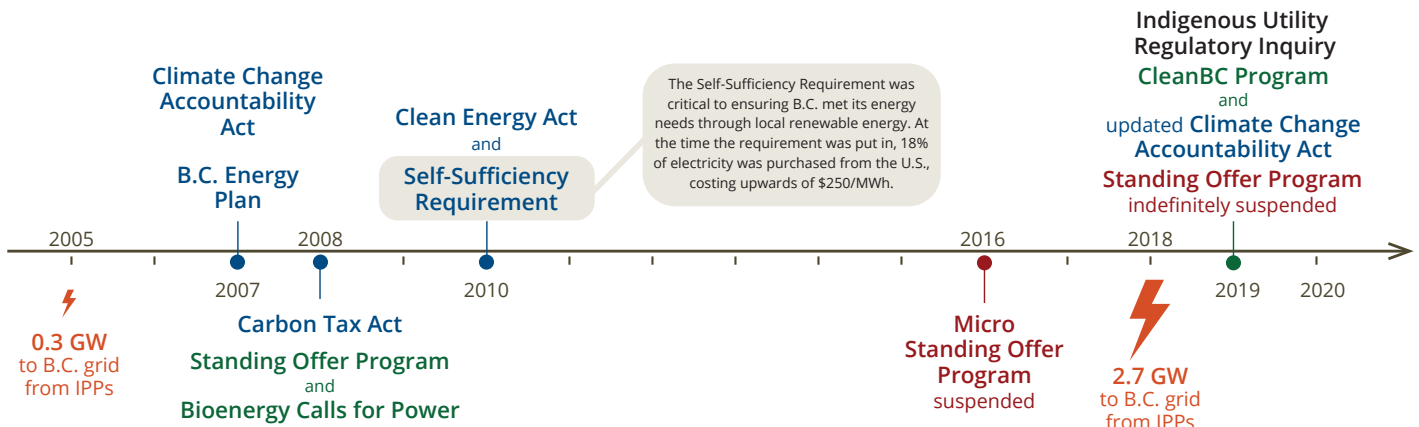 Climate Change
Accountability
Act
B.C. Energy
Plan
Clean Energy Act
and
Self-Sufficiency
Requirement
The Self-Sufficiency Requirement was
critical to ensuring B.C. met its energy
needs through local renewable energy. At
the time the requirement was put in, 18%
of electricity was purchased from the U.S.,
costing upwards of $250/MWh.
Indigenous Utility
Regulatory Inquiry
CleanBC Program
and
updated Climate Change
Accountability Act
Standing Offer Program
indefinitely suspended
2005
2008
2016
2018
2007
2010
2019
2020
0.3 GW
to B.C. grid
from IPPs
Carbon Tax Act
Standing Offer Program
and
Bioenergy Calls for Power
Micro
Standing Offer
Program
suspended
2.7 GW
to B.C. grid
from IPPs